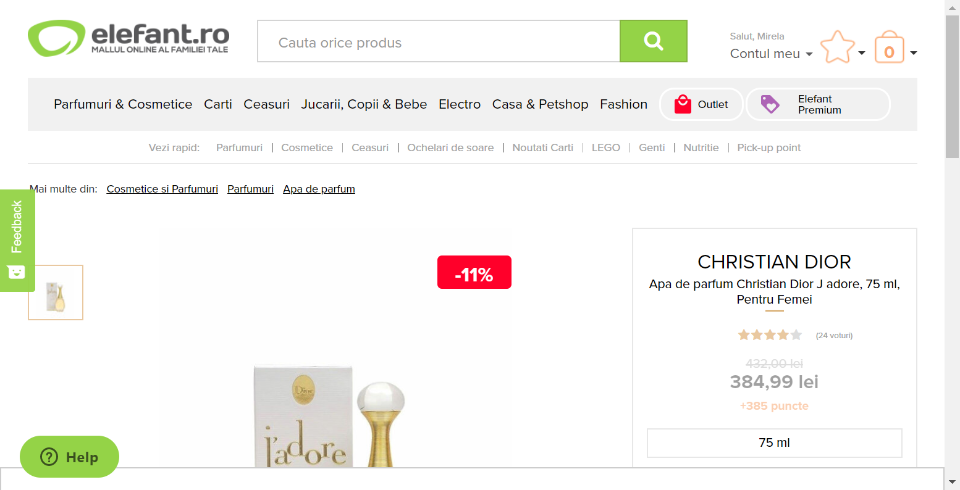 elefant.ro
MALLUL ONLINE AL FAMILIEI TALE
Cauta orice produs
Salut, Mirela
Contul meu
0
Parfumuri & Cosmetice Carti Ceasuri Jucarii, Copii & Bebe Electro Casa & Petshop Fashion Outlet Elefant
Premium
Vezi rapid: Parfumuri | Cosmetice | Ceasuri | Ochelari de soare | Noutati Carti | LEGO | Genti | Nutritie | Pick-up point
Mai multe din: Cosmetice si Parfumuri Parfumuri Apa de parfum
Feedback
-11%
Dior
j'adore
CHRISTIAN DIOR
Apa de parfum Christian Dior J adore, 75 ml,
Pentru Femei
(24 voturi)
432,00 lei
384,99 lei
+385 puncte
75 ml
Help